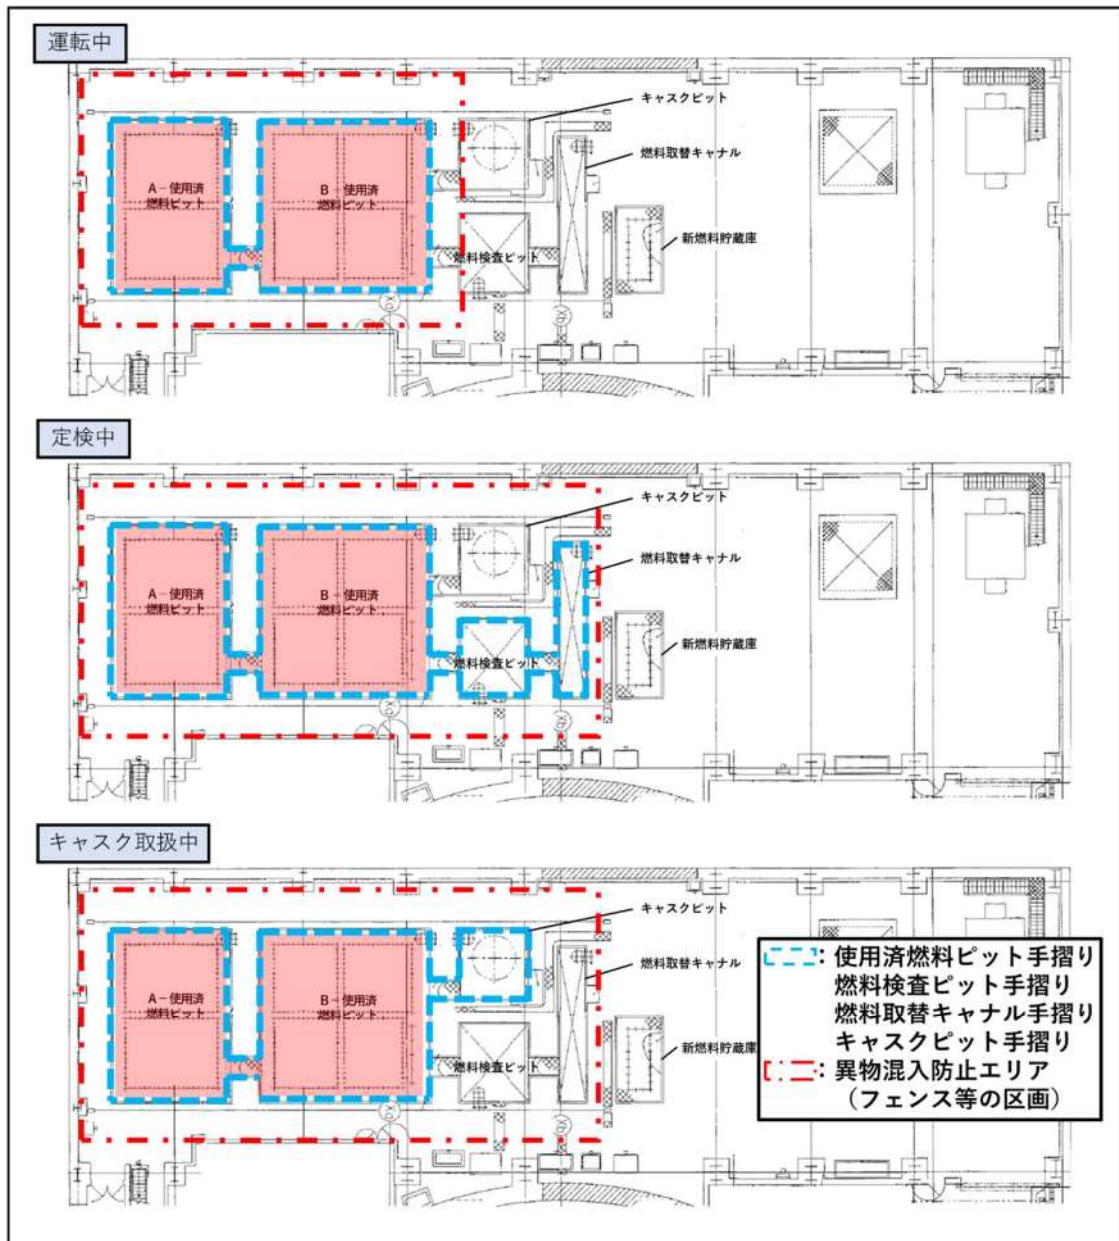 運転中
キャスクピット
燃料取替キャナル
A-使用済
燃料ピット
B-使用済
燃料ピット
新燃料貯蔵庫
燃料検査ピット
定検中
キャスクピット
燃料取替キャナル
A-使用済
燃料ピット
B-使用済
燃料ピット
新燃料貯蔵庫
燃料検査ピット
キャスク取扱中
キャスクピット
燃料取替キャナル
A-使用済
燃料ピット
B-使用済
燃料ピット
新燃料貯蔵庫
燃料検査ピット
：使用済燃料ピット手摺り
燃料検査ピット手摺り
燃料取替キャナル手摺り
キャスクピット手摺り
：異物混入防止エリア
（フェンス等の区画）